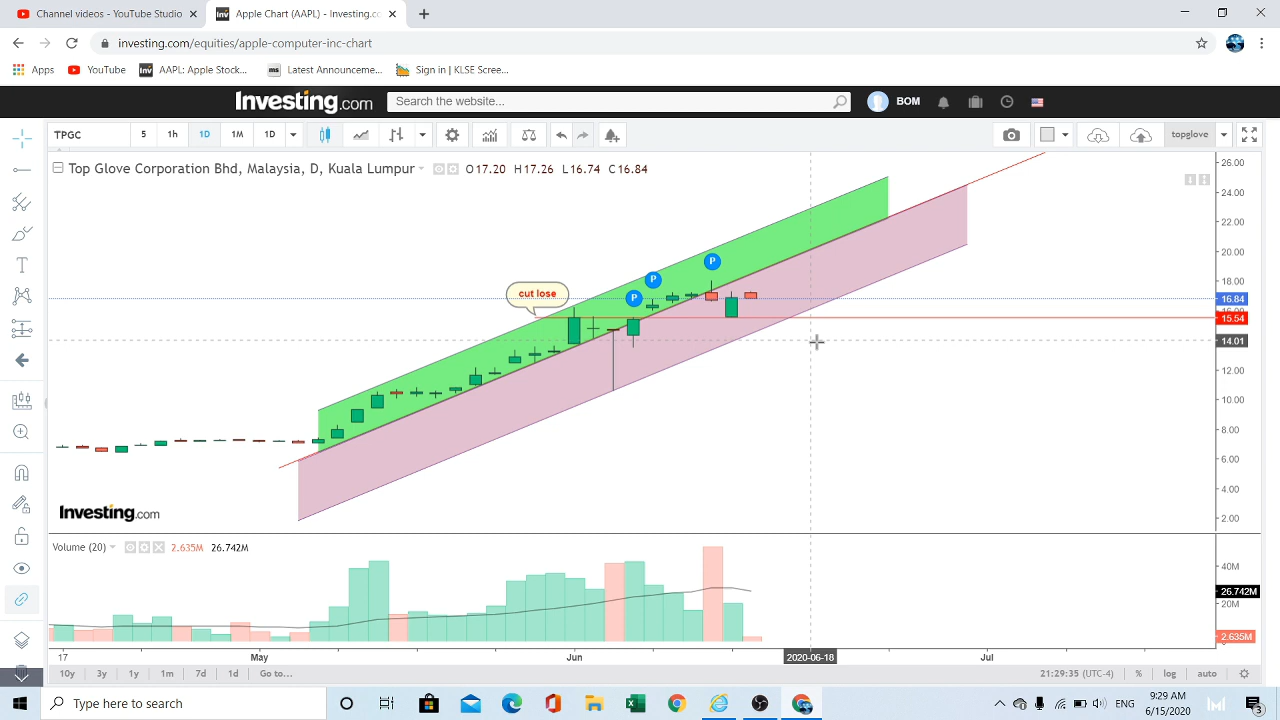 Channel videos - YouTube Studio
Apple Chart (AAPL) - Investing.co
investing.com/equities/apple-computer-inc-chart
Apps YouTube AAPL: Apple Stock... Latest Announceme... Sign in | KLSE Scree...
Investing.com Search the website... BOM
TPGC 5 1h 1D 1M 1D topglove
Top Glove Corporation Bhd, Malaysia, D, Kuala Lumpur O17.20 H17.26 L16.74 C16.84
26.00
24.00
22.00
20.00
18.00
16.84
15.54
14.01
12.00
10.00
8.00
6.00
4.00
2.00
P
P
P
cut lose
Investing.com
Volume (20) 2.635M 26.742M
40M
26.742M
20M
2.635M
17 May Jun 2020-06-18 Jul
10y 3y 1y 1m 7d 1d Go to... 21:29:35 (UTC-4) % log auto
Type here to search
ENG
9:29 AM
6/15/2020
3